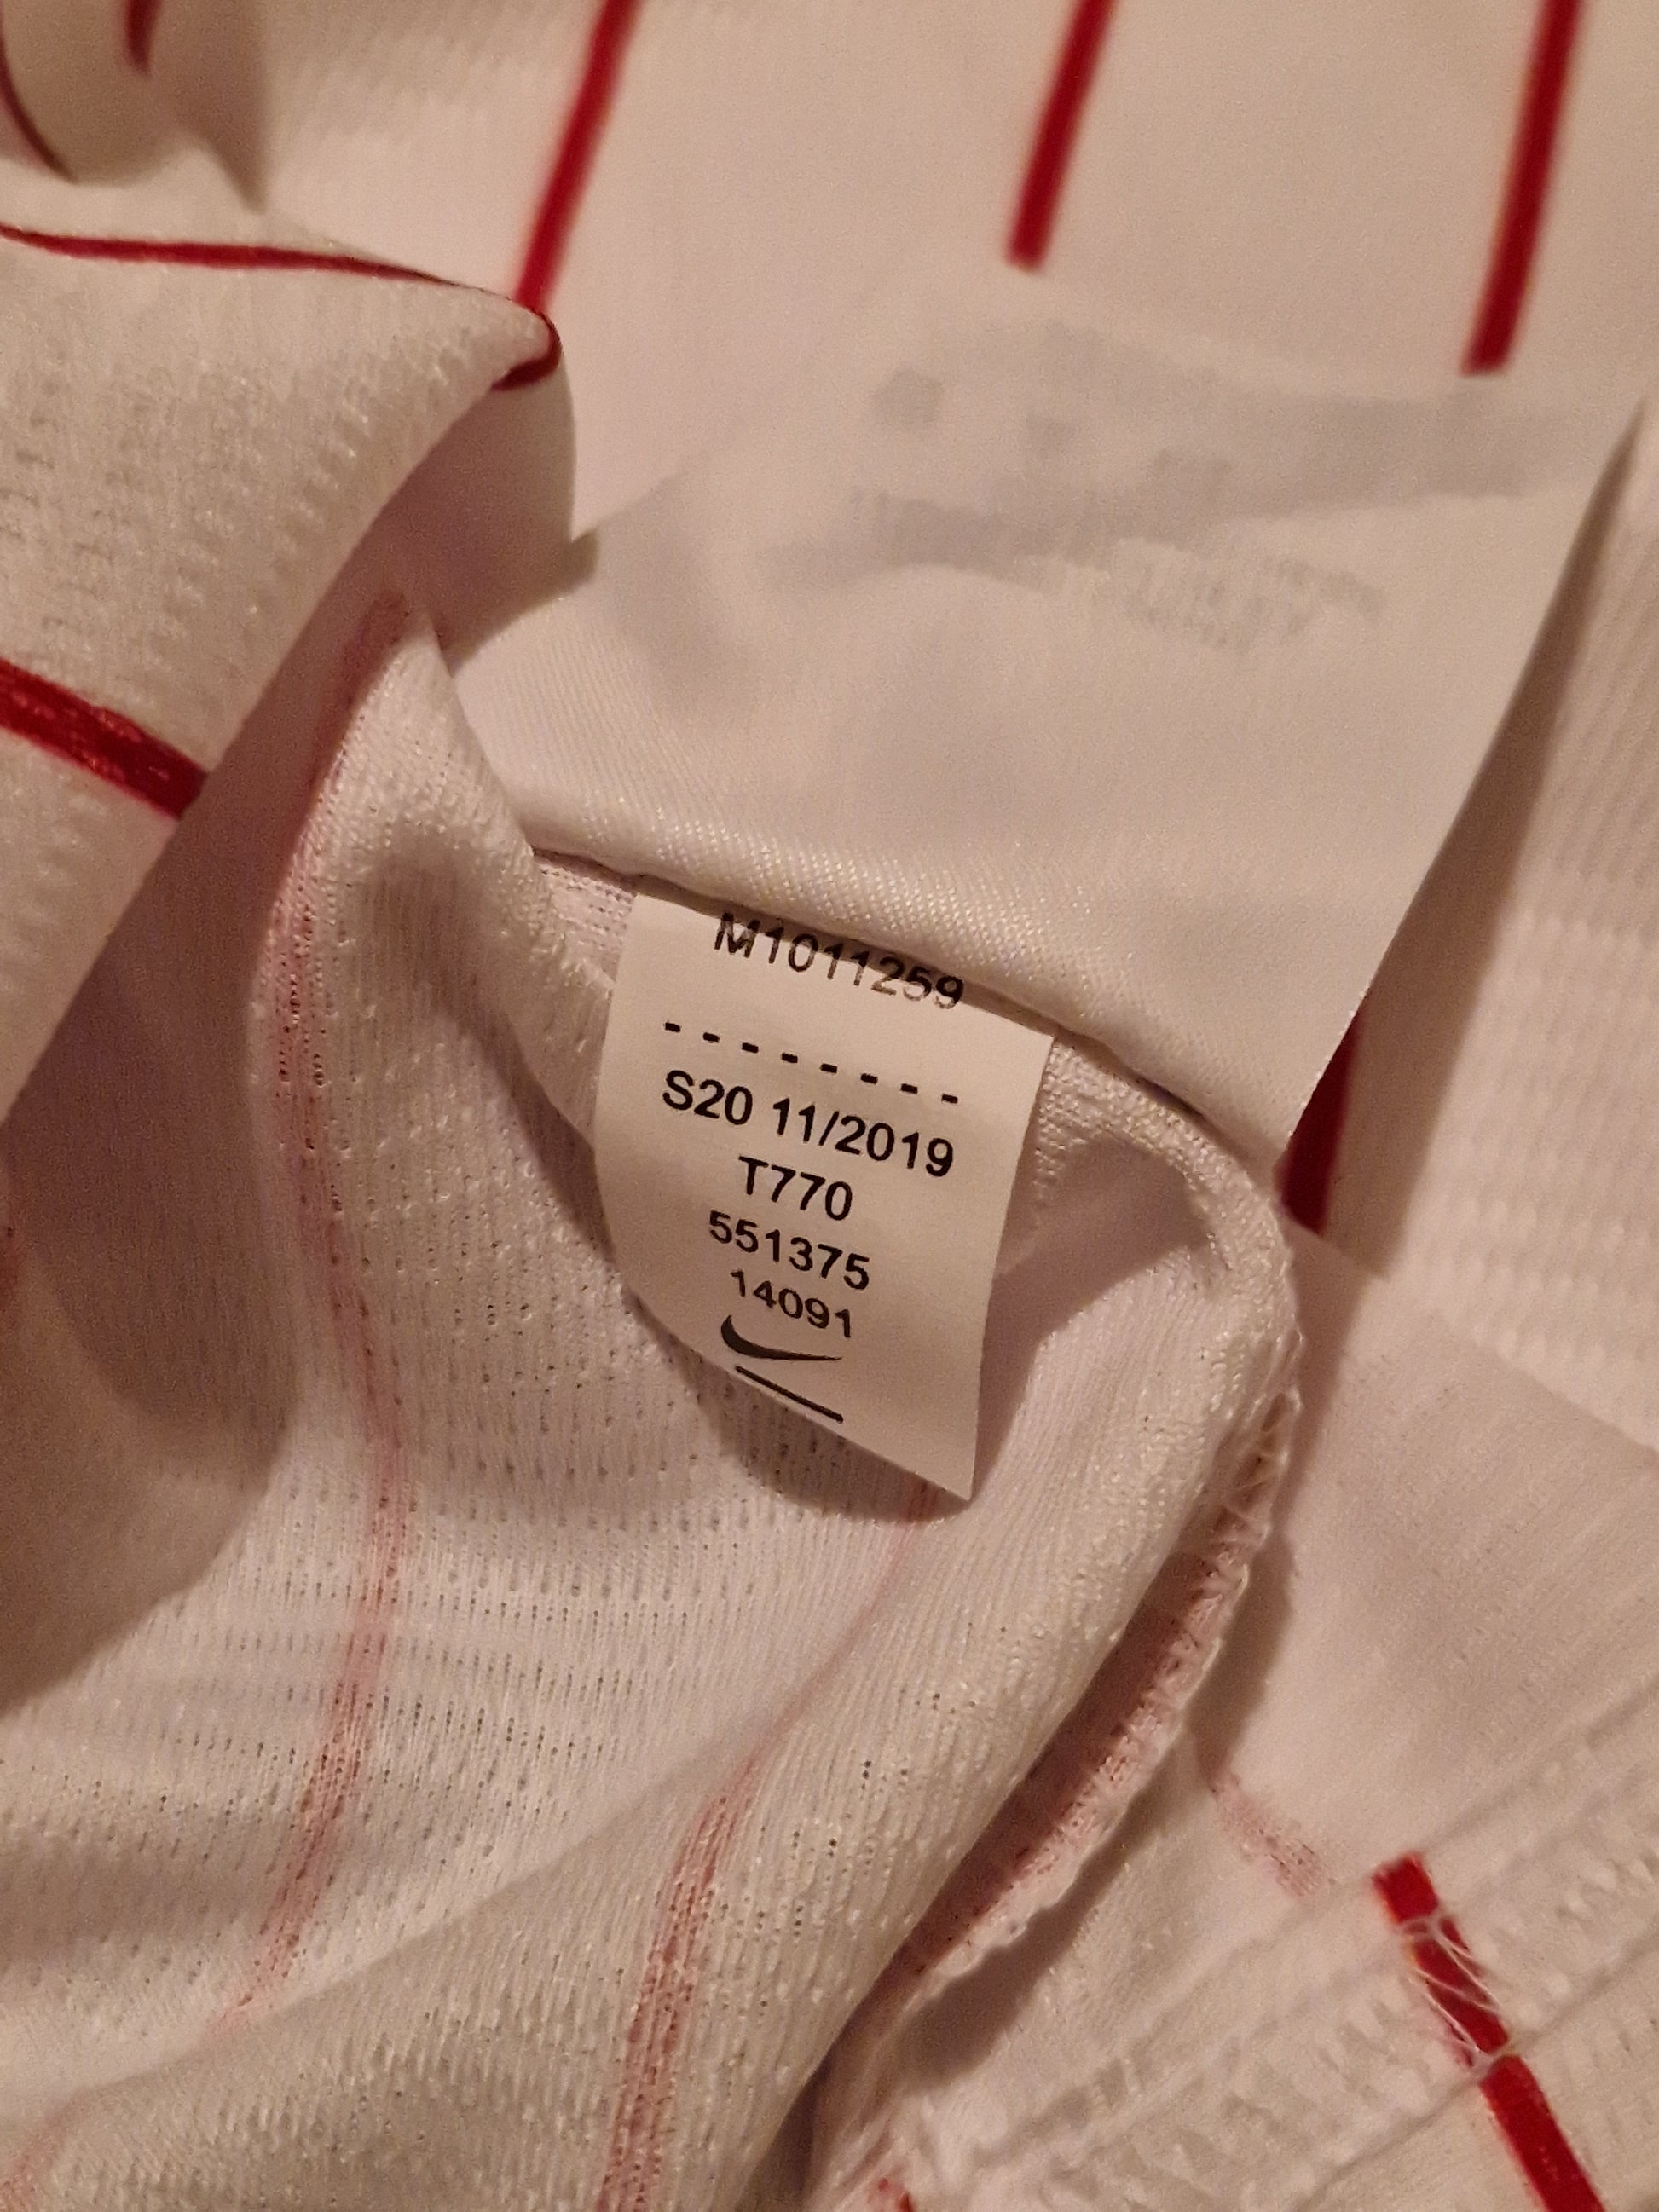 M1011259
--------
S20 11/2019
T770
551375
14091